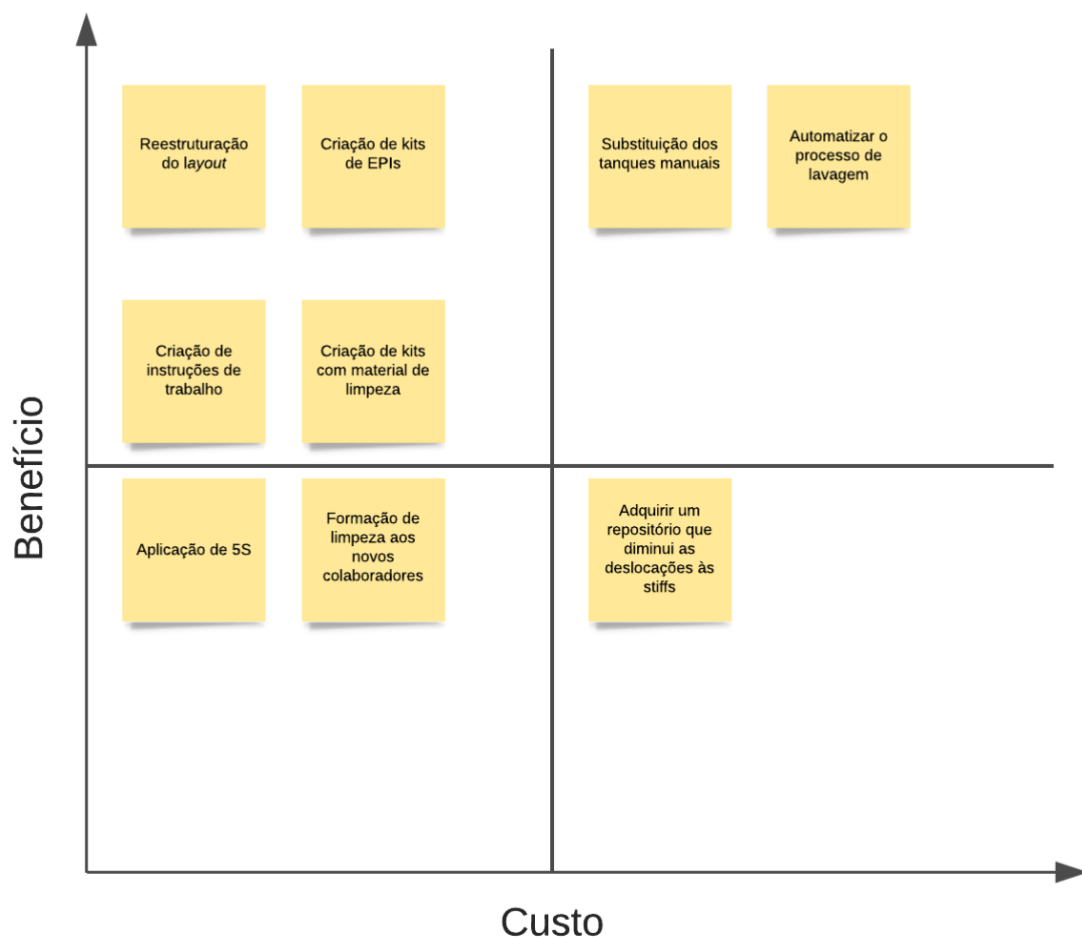 Reestruturação
do layout
Criação de kits
de EPIs
Substituição dos
tanques manuais
Automatizar o
processo de
lavagem
Criação de
instruções de
trabalho
Criação de kits
com material de
limpeza
Benefício
Aplicação de 5S
Formação de
limpeza aos
novos
colaboradores
Adquirir um
repositório que
diminui as
deslocações às
stiffs
Custo